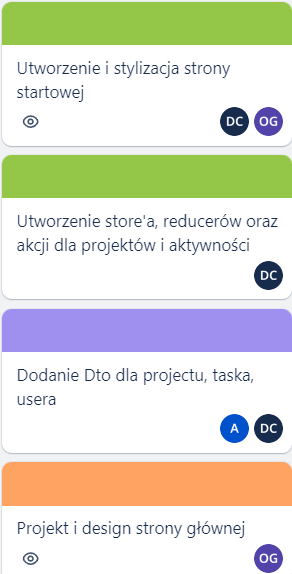 Utworzenie i stylizacja strony
startowej
DC OG
Utworzenie store'a, reducerów oraz
akcji dla projektów i aktywności
DC
Dodanie Dto dla projectu, taska,
usera
A DC
Projekt i design strony głównej
OG